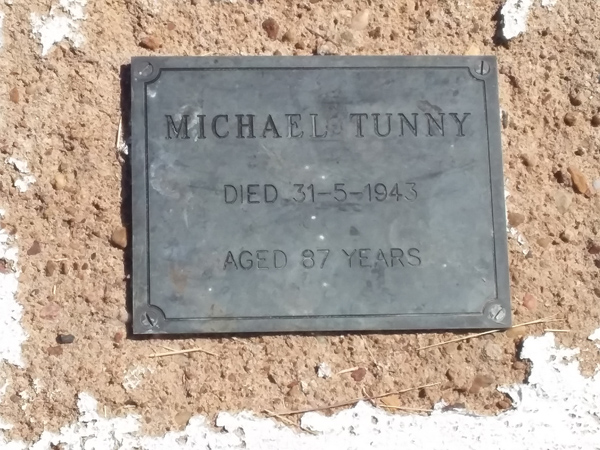 MICHAEL TUNNY
DIED 31-5-1943
AGED 87 YEARS